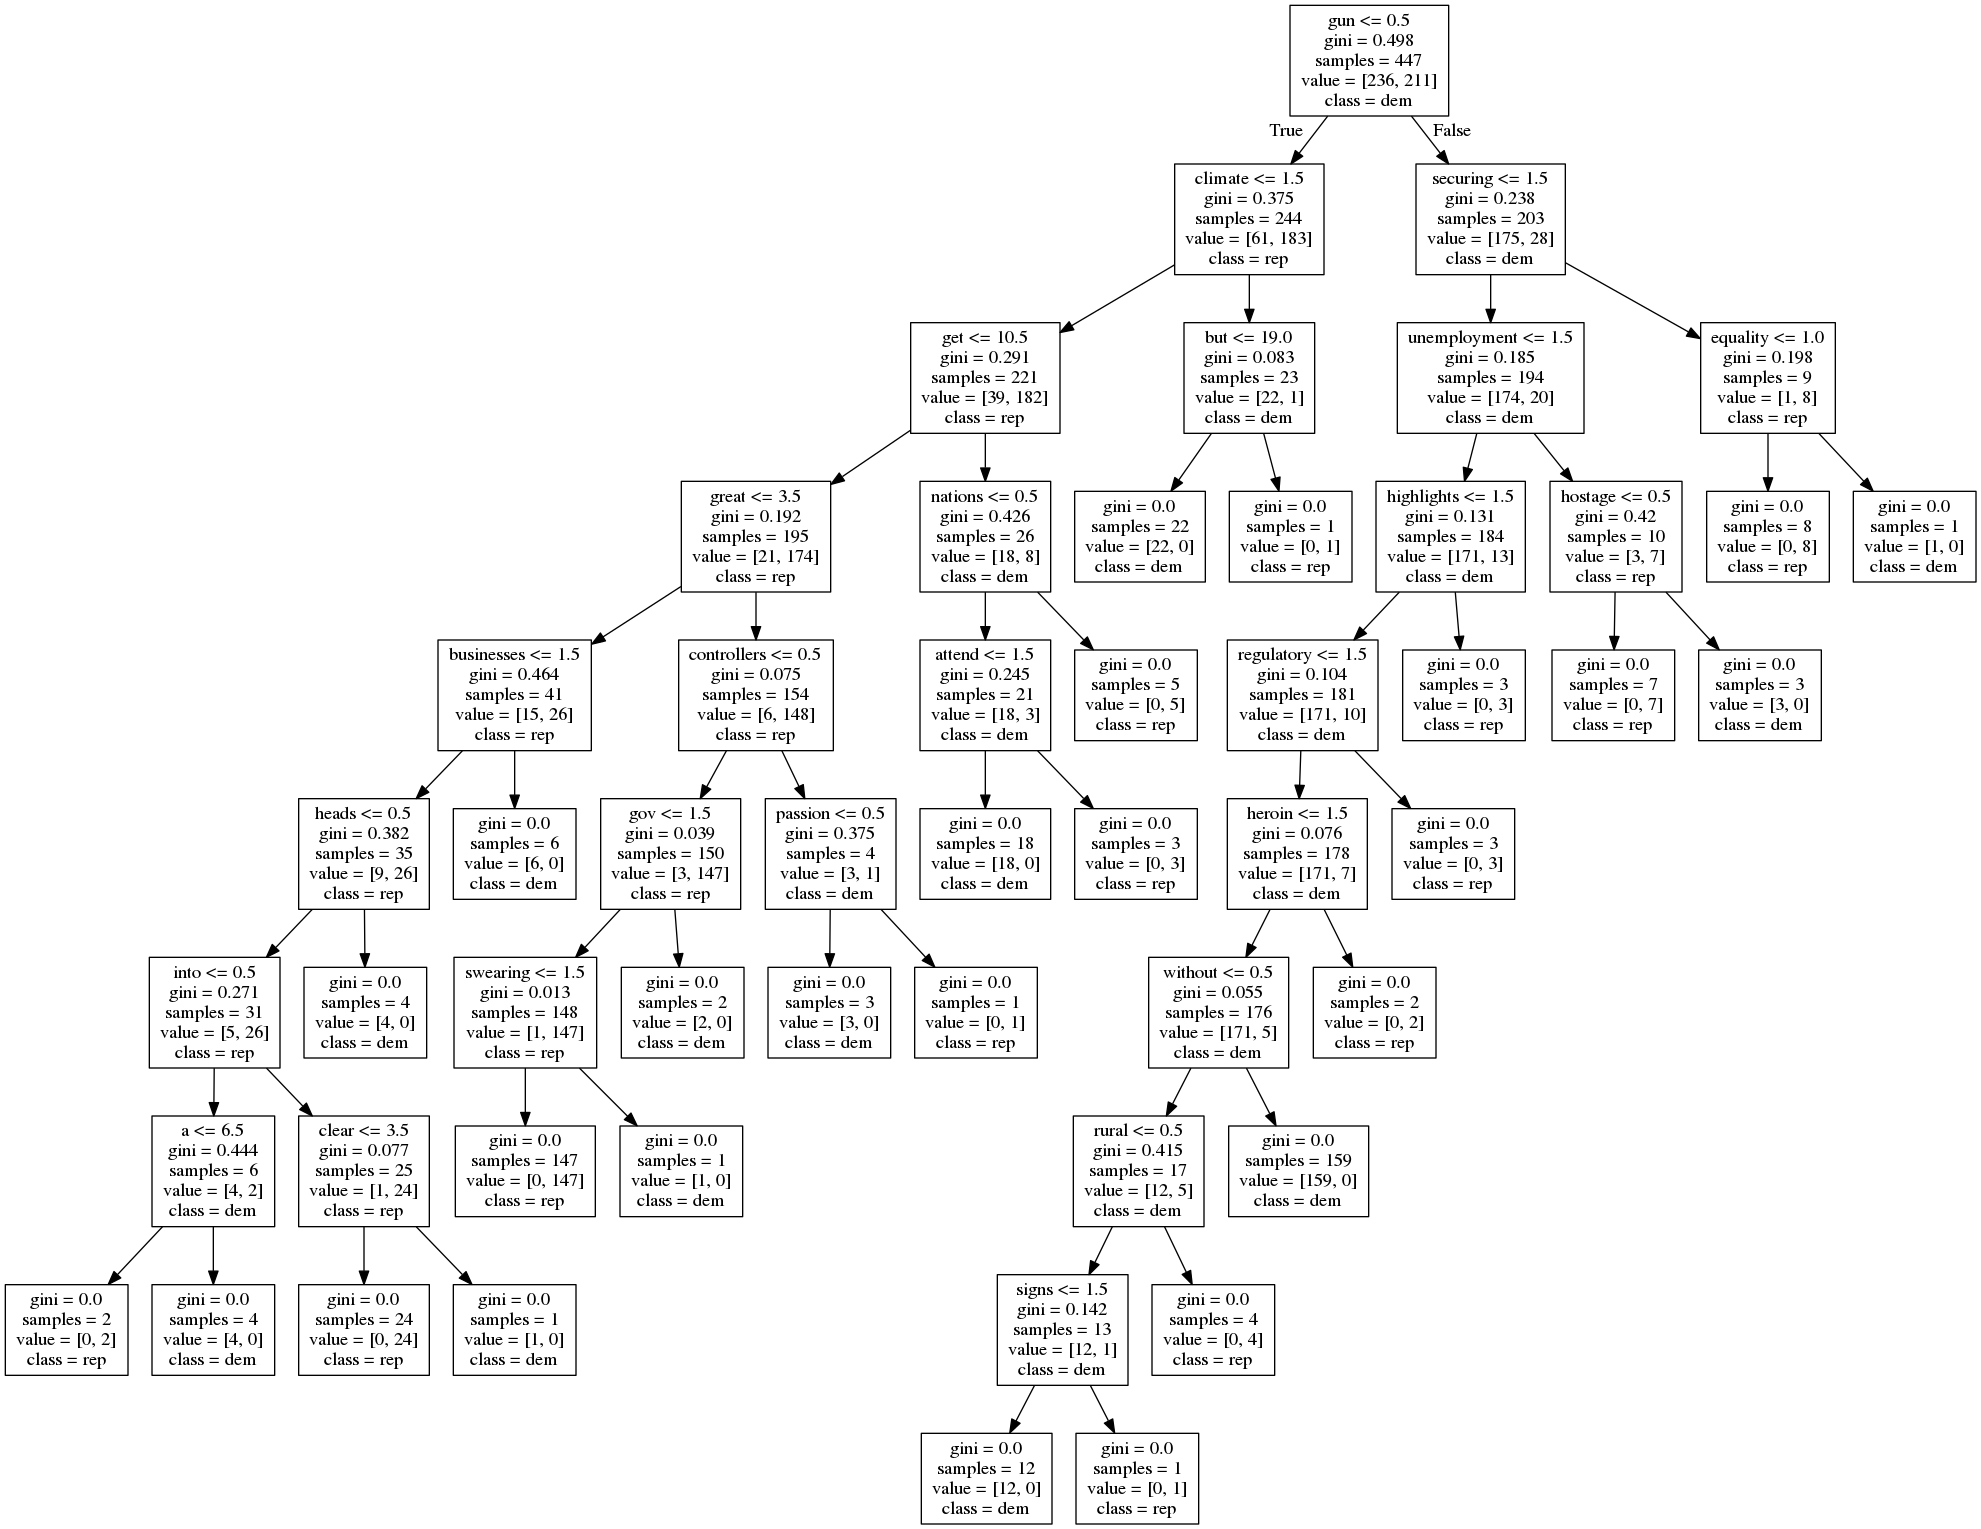 gun <= 0.5
gini = 0.498
samples = 447
value = [236, 211]
class = dem
True
False
climate <= 1.5
gini = 0.375
samples = 244
value = [61, 183]
class = rep
securing <= 1.5
gini = 0.238
samples = 203
value = [175, 28]
class = dem
get <= 10.5
gini = 0.291
samples = 221
value = [39, 182]
class = rep
but <= 19.0
gini = 0.083
samples = 23
value = [22, 1]
class = dem
unemployment <= 1.5
gini = 0.185
samples = 194
value = [174, 20]
class = dem
equality <= 1.0
gini = 0.198
samples = 9
value = [1, 8]
class = rep
great <= 3.5
gini = 0.192
samples = 195
value = [21, 174]
class = rep
nations <= 0.5
gini = 0.426
samples = 26
value = [18, 8]
class = dem
gini = 0.0
samples = 22
value = [22, 0]
class = dem
gini = 0.0
samples = 1
value = [0, 1]
class = rep
highlights <= 1.5
gini = 0.131
samples = 184
value = [171, 13]
class = dem
hostage <= 0.5
gini = 0.42
samples = 10
value = [3, 7]
class = rep
gini = 0.0
samples = 8
value = [0, 8]
class = rep
gini = 0.0
samples = 1
value = [1, 0]
class = dem
businesses <= 1.5
gini = 0.464
samples = 41
value = [15, 26]
class = rep
controllers <= 0.5
gini = 0.075
samples = 154
value = [6, 148]
class = rep
attend <= 1.5
gini = 0.245
samples = 21
value = [18, 3]
class = dem
gini = 0.0
samples = 5
value = [0, 5]
class = rep
regulatory <= 1.5
gini = 0.104
samples = 181
value = [171, 10]
class = dem
gini = 0.0
samples = 3
value = [0, 3]
class = rep
gini = 0.0
samples = 7
value = [0, 7]
class = rep
gini = 0.0
samples = 3
value = [3, 0]
class = dem
heads <= 0.5
gini = 0.382
samples = 35
value = [9, 26]
class = rep
gini = 0.0
samples = 6
value = [6, 0]
class = dem
gov <= 1.5
gini = 0.039
samples = 150
value = [3, 147]
class = rep
passion <= 0.5
gini = 0.375
samples = 4
value = [3, 1]
class = dem
gini = 0.0
samples = 18
value = [18, 0]
class = dem
gini = 0.0
samples = 3
value = [0, 3]
class = rep
heroin <= 1.5
gini = 0.076
samples = 178
value = [171, 7]
class = dem
gini = 0.0
samples = 3
value = [0, 3]
class = rep
into <= 0.5
gini = 0.271
samples = 31
value = [5, 26]
class = rep
gini = 0.0
samples = 4
value = [4, 0]
class = dem
swearing <= 1.5
gini = 0.013
samples = 148
value = [1, 147]
class = rep
gini = 0.0
samples = 2
value = [2, 0]
class = dem
gini = 0.0
samples = 3
value = [3, 0]
class = dem
gini = 0.0
samples = 1
value = [0, 1]
class = rep
without <= 0.5
gini = 0.055
samples = 176
value = [171, 5]
class = dem
gini = 0.0
samples = 2
value = [0, 2]
class = rep
a <= 6.5
gini = 0.444
samples = 6
value = [4, 2]
class = dem
clear <= 3.5
gini = 0.077
samples = 25
value = [1, 24]
class = rep
gini = 0.0
samples = 147
value = [0, 147]
class = rep
gini = 0.0
samples = 1
value = [1, 0]
class = dem
rural <= 0.5
gini = 0.415
samples = 17
value = [12, 5]
class = dem
gini = 0.0
samples = 159
value = [159, 0]
class = dem
gini = 0.0
samples = 2
value = [0, 2]
class = rep
gini = 0.0
samples = 4
value = [4, 0]
class = dem
gini = 0.0
samples = 24
value = [0, 24]
class = rep
gini = 0.0
samples = 1
value = [1, 0]
class = dem
signs <= 1.5
gini = 0.142
samples = 13
value = [12, 1]
class = dem
gini = 0.0
samples = 4
value = [0, 4]
class = rep
gini = 0.0
samples = 12
value = [12, 0]
class = dem
gini = 0.0
samples = 1
value = [0, 1]
class = rep